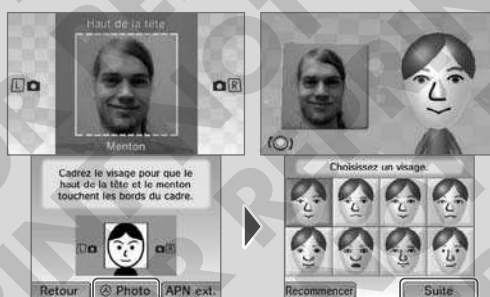 Haut de la tête
L
R
Menton
Cadrez le visage pour que le
haut de la tête et le menton
touchent les bords du cadre.
L
R
Retour
A Photo
APN ext.
Choisissez un visage.
Recommencer
Suite